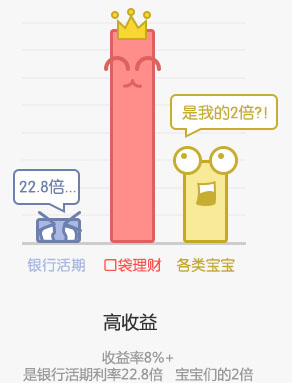 是我的2倍?!
22.8倍...
银行活期 口袋理财 各类宝宝
高收益
收益率8%+
是银行活期利率22.8倍 宝宝们的2倍